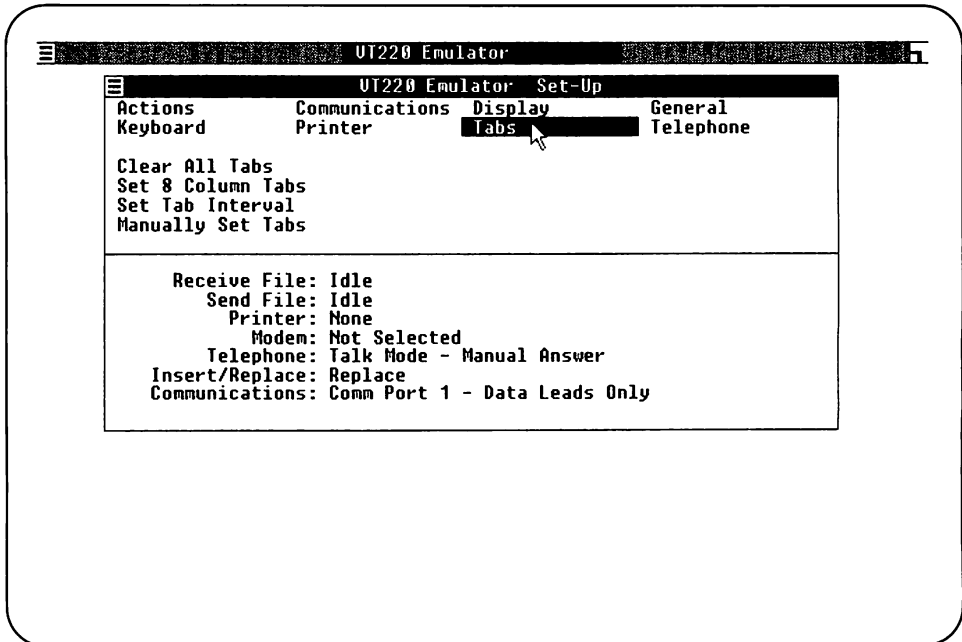 VT220 Emulator
VT220 Emulator Set-Up
Actions Communications Display General
Keyboard Printer Tabs Telephone
Clear All Tabs
Set 8 Column Tabs
Set Tab Interval
Manually Set Tabs
Receive File: Idle
Send File: Idle
Printer: None
Modem: Not Selected
Telephone: Talk Mode - Manual Answer
Insert/Replace: Replace
Communications: Comm Port 1 - Data Leads Only